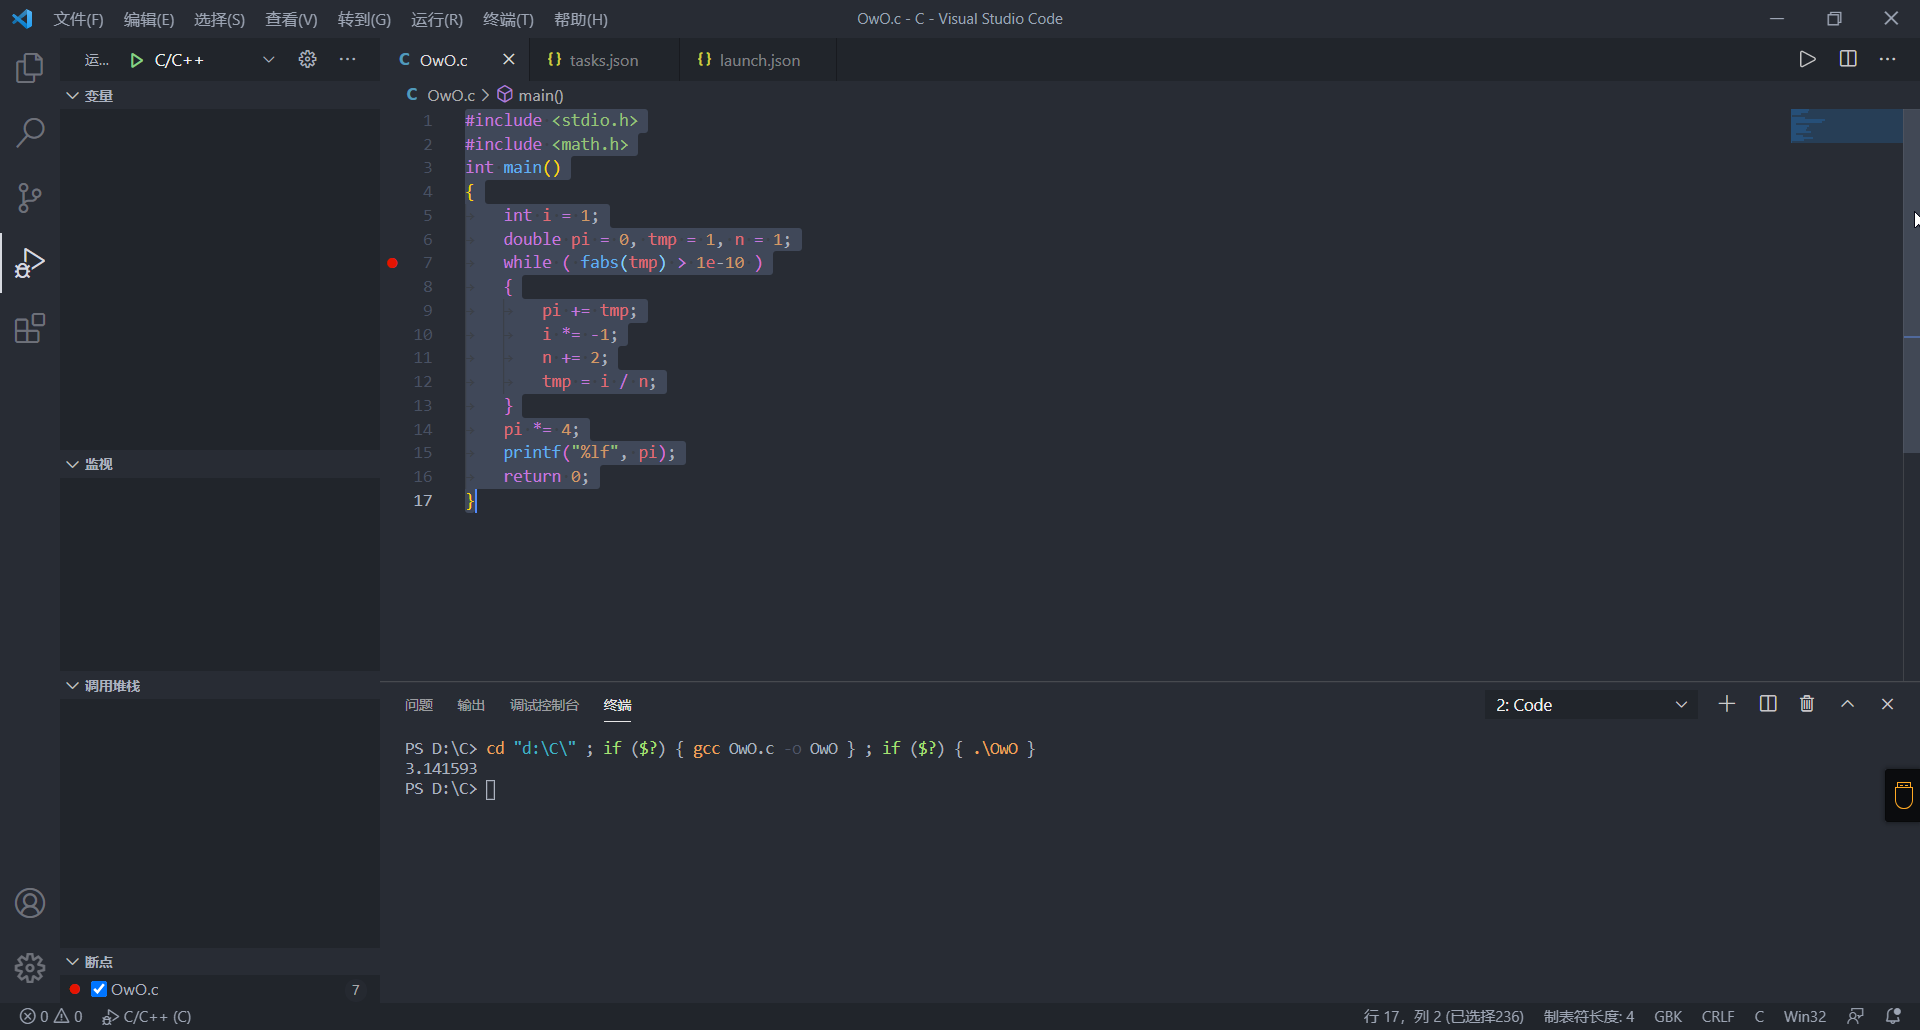 文件(F) 编辑(E) 选择(S) 查看(V) 转到(G) 运行(R) 终端(T) 帮助(H) OwO.c - C - Visual Studio Code
运... C/C++ ···
OwO.c tasks.json launch.json ···
变量
OwO.c > main()
1 #include <stdio.h>
2 #include <math.h>
3 int main()
4 {
5 int i = 1;
6 double pi = 0, tmp = 1, n = 1;
7 while ( fabs(tmp) > 1e-10 )
8 {
9 pi += tmp;
10 i *= -1;
11 n += 2;
12 tmp = i / n;
13 }
14 pi *= 4;
15 printf("%lf", pi);
16 return 0;
17 }
监视
调用堆栈
断点
OwO.c 7
问题 输出 调试控制台 终端 2: Code
PS D:\C> cd "d:\C\" ; if ($?) { gcc OwO.c -o OwO } ; if ($?) { .\OwO }
3.141593
PS D:\C>
0 0 C/C++ (C) 行 17，列 2 (已选择236) 制表符长度: 4 GBK CRLF C Win32